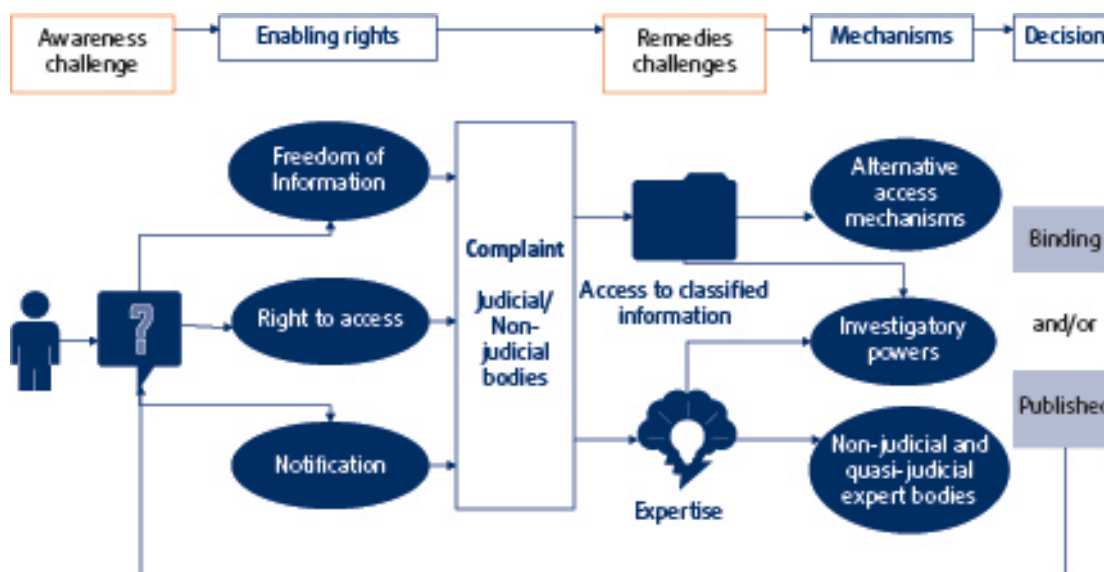 Awareness
challenge
Enabling rights
Remedies
challenges
Mechanisms
Decision
Freedom of
Information
Right to access
Notification
Complaint
Judicial/
Non-
judicial
bodies
Access to classified
information
Expertise
Alternative
access
mechanisms
Investigatory
powers
Non-judicial and
quasi-judicial
expert bodies
Binding
and/or
Published
?